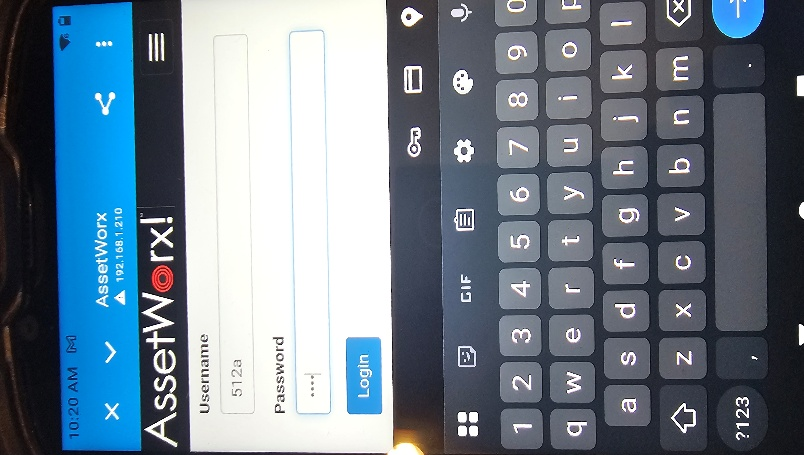 10:20 AM
AssetWorx
192.168.1.210
AssetWorx!
Username
512a
Password
••••
Login
GIF
1 2 3 4 5 6 7 8 9 0
q w e r t y u i o p
a s d f g h j k l
z x c v b n m
?123 , .